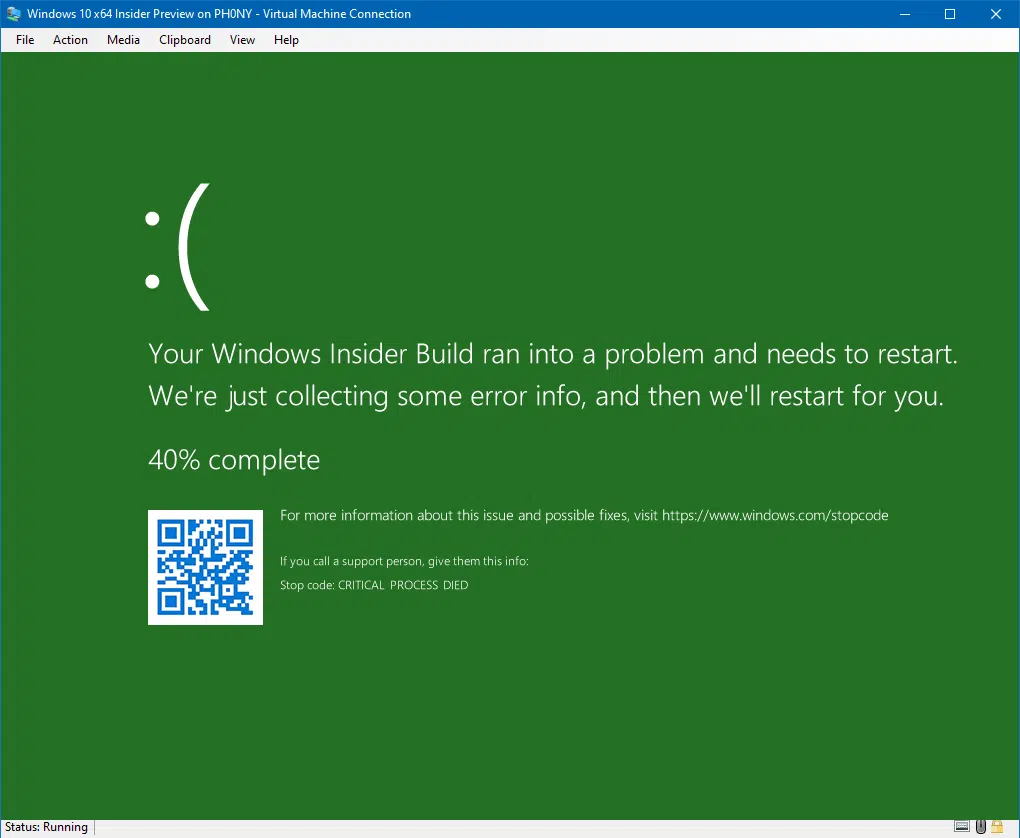 Windows 10 x64 Insider Preview on PH0NY - Virtual Machine Connection
File Action Media Clipboard View Help
:(
Your Windows Insider Build ran into a problem and needs to restart.
We're just collecting some error info, and then we'll restart for you.
40% complete
For more information about this issue and possible fixes, visit https://www.windows.com/stopcode
If you call a support person, give them this info:
Stop code: CRITICAL PROCESS DIED
Status: Running